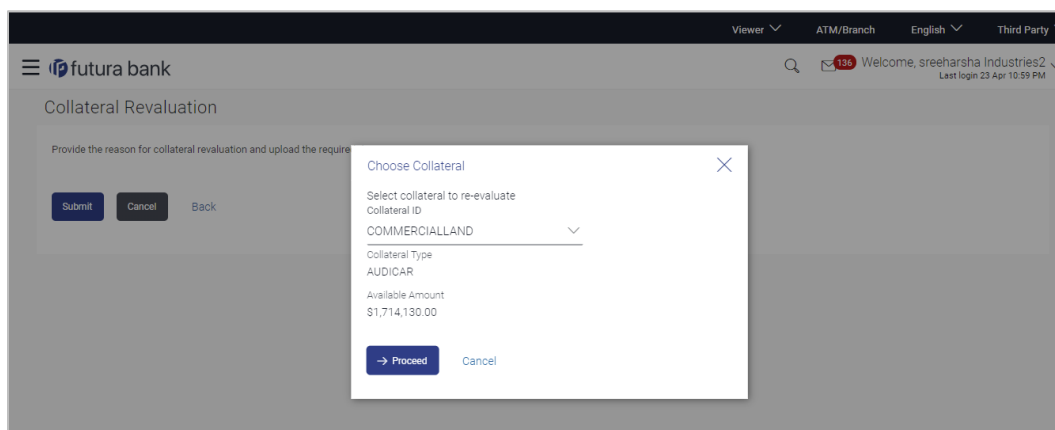 Viewer ATM/Branch English Third Party
futura bank 136 Welcome, sreeharsha Industries2
Last login 23 Apr 10:59 PM
Collateral Revaluation
Provide the reason for collateral revaluation and upload the require
Submit Cancel Back
Choose Collateral
Select collateral to re-evaluate
Collateral ID
COMMERCIALLAND
Collateral Type
AUDICAR
Available Amount
$1,714,130.00
Proceed Cancel